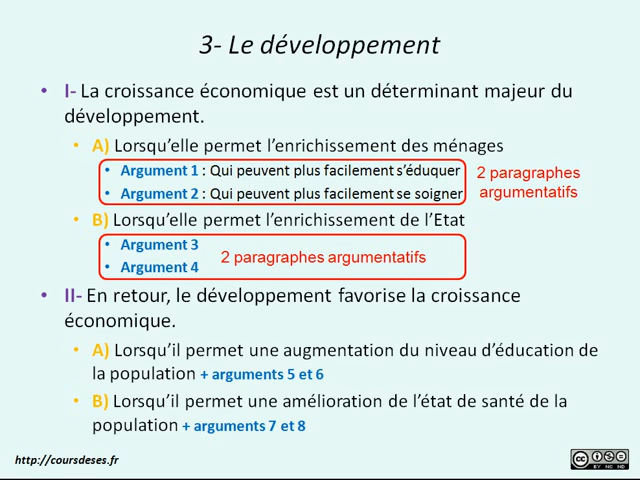 3- Le développement
• I- La croissance économique est un déterminant majeur du
développement.
• A) Lorsqu'elle permet l'enrichissement des ménages
• Argument 1 : Qui peuvent plus facilement s'éduquer
• Argument 2 : Qui peuvent plus facilement se soigner
2 paragraphes
argumentatifs
• B) Lorsqu'elle permet l'enrichissement de l'Etat
• Argument 3
• Argument 4
2 paragraphes argumentatifs
• II- En retour, le développement favorise la croissance
économique.
• A) Lorsqu'il permet une augmentation du niveau d'éducation de
la population + arguments 5 et 6
• B) Lorsqu'il permet une amélioration de l'état de santé de la
population + arguments 7 et 8
http://coursdeses.fr
cc
BY NC ND